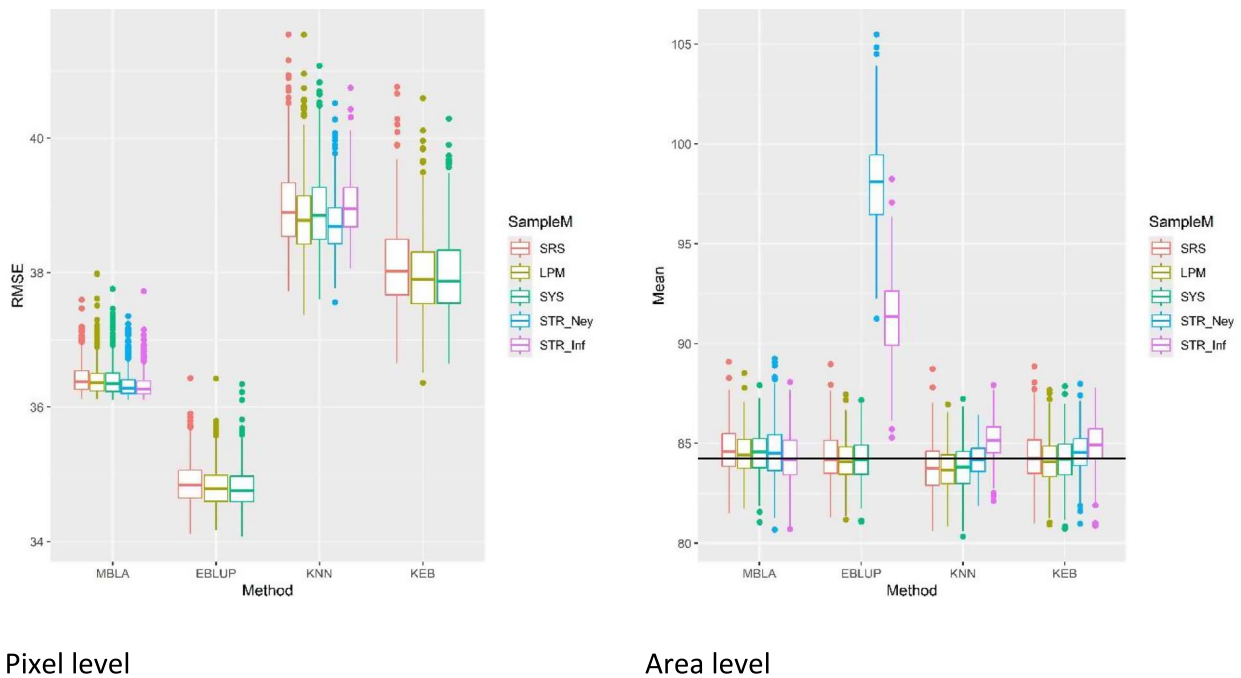 RMSE
40
38
36
34
MBLA EBLUP KNN KEB
Method
SampleM
SRS
LPM
SYS
STR_Ney
STR_Inf
Mean
105
100
95
90
85
80
MBLA EBLUP KNN KEB
Method
SampleM
SRS
LPM
SYS
STR_Ney
STR_Inf
Pixel level
Area level